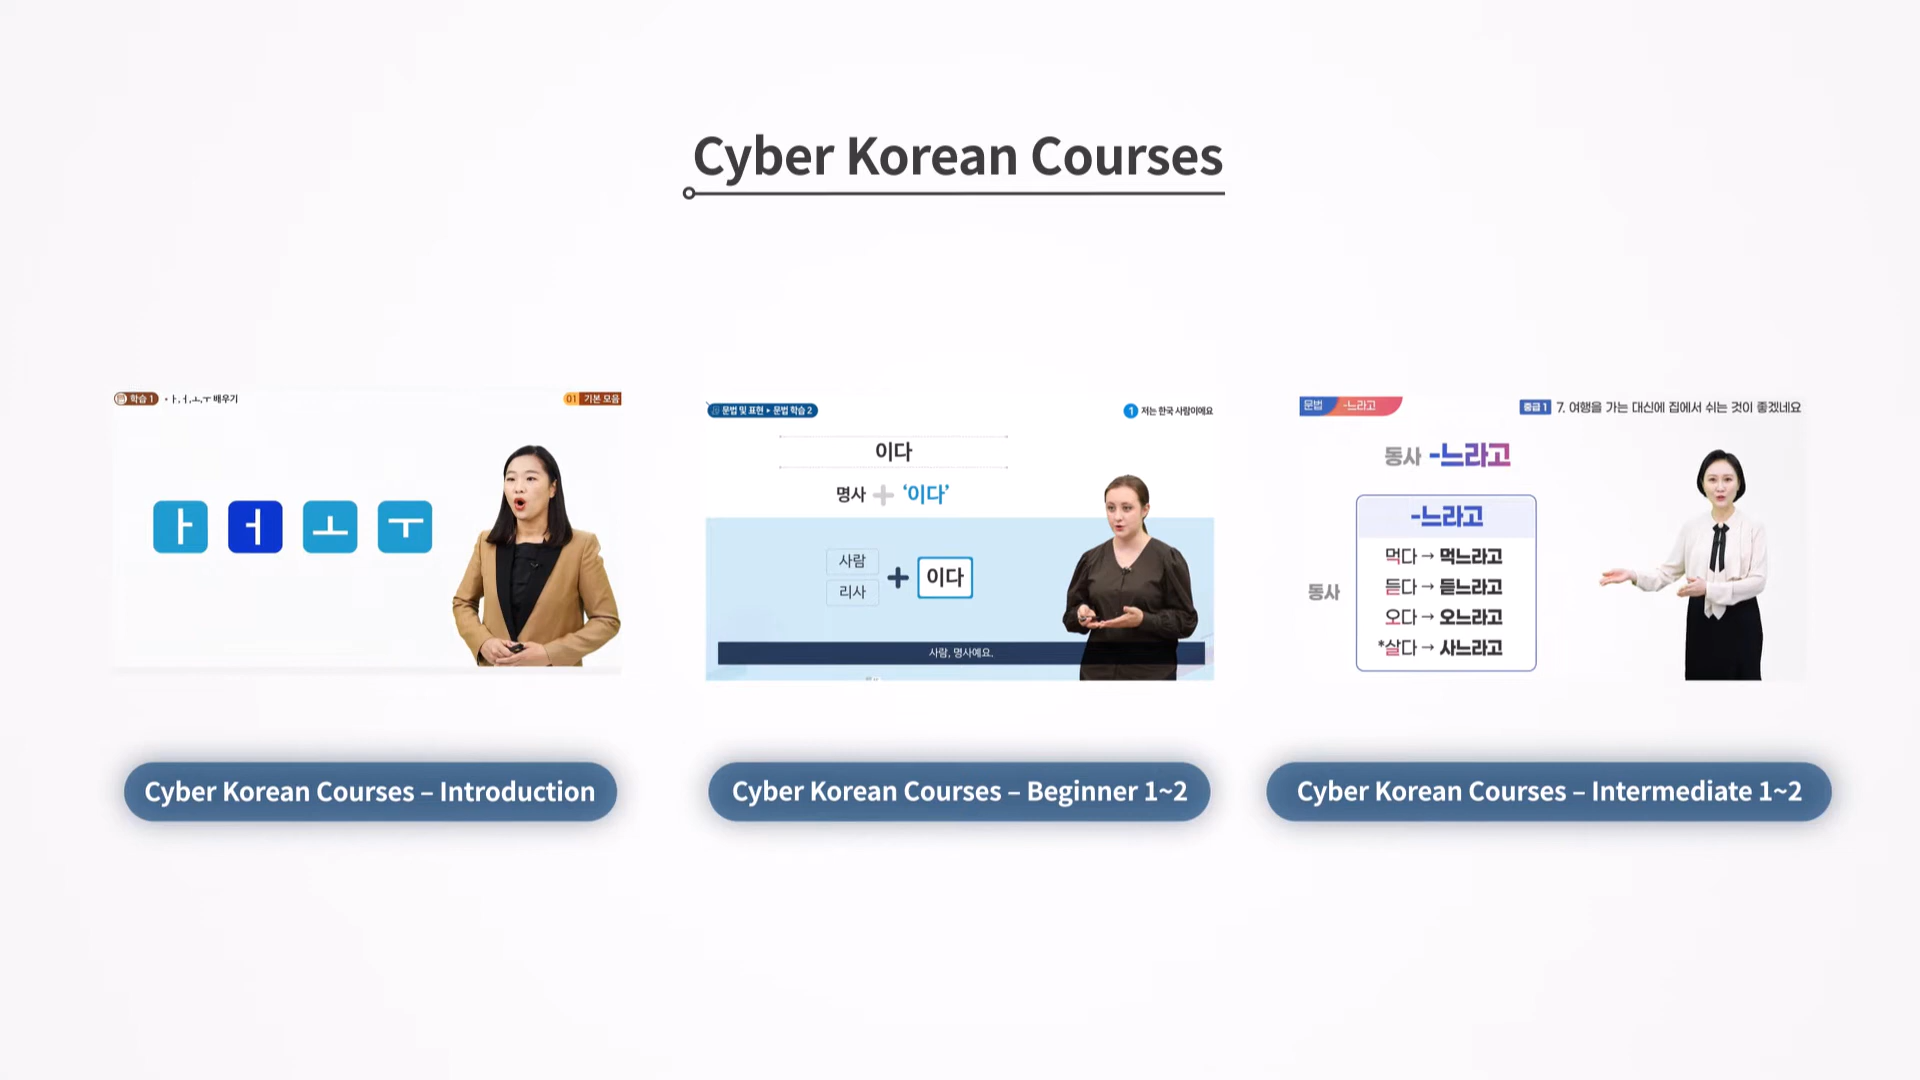 Cyber Korean Courses
학습 1 • ㅏ,ㅓ,ㅗ,ㅜ 배우기
01 기본 모음
ㅏ ㅓ ㅗ ㅜ
Cyber Korean Courses – Introduction
문법 및 표현 ▸ 문법 학습 2
1 저는 한국 사람이에요
이다
명사 + ‘이다’
사람
리사
+ 이다
사람, 명사예요.
Cyber Korean Courses – Beginner 1~2
문법 -느라고
중급 1 7. 여행을 가는 대신에 집에서 쉬는 것이 좋겠네요
동사 -느라고
-느라고
동사
먹다 → 먹느라고
듣다 → 듣느라고
오다 → 오느라고
*살다 → 사느라고
Cyber Korean Courses – Intermediate 1~2